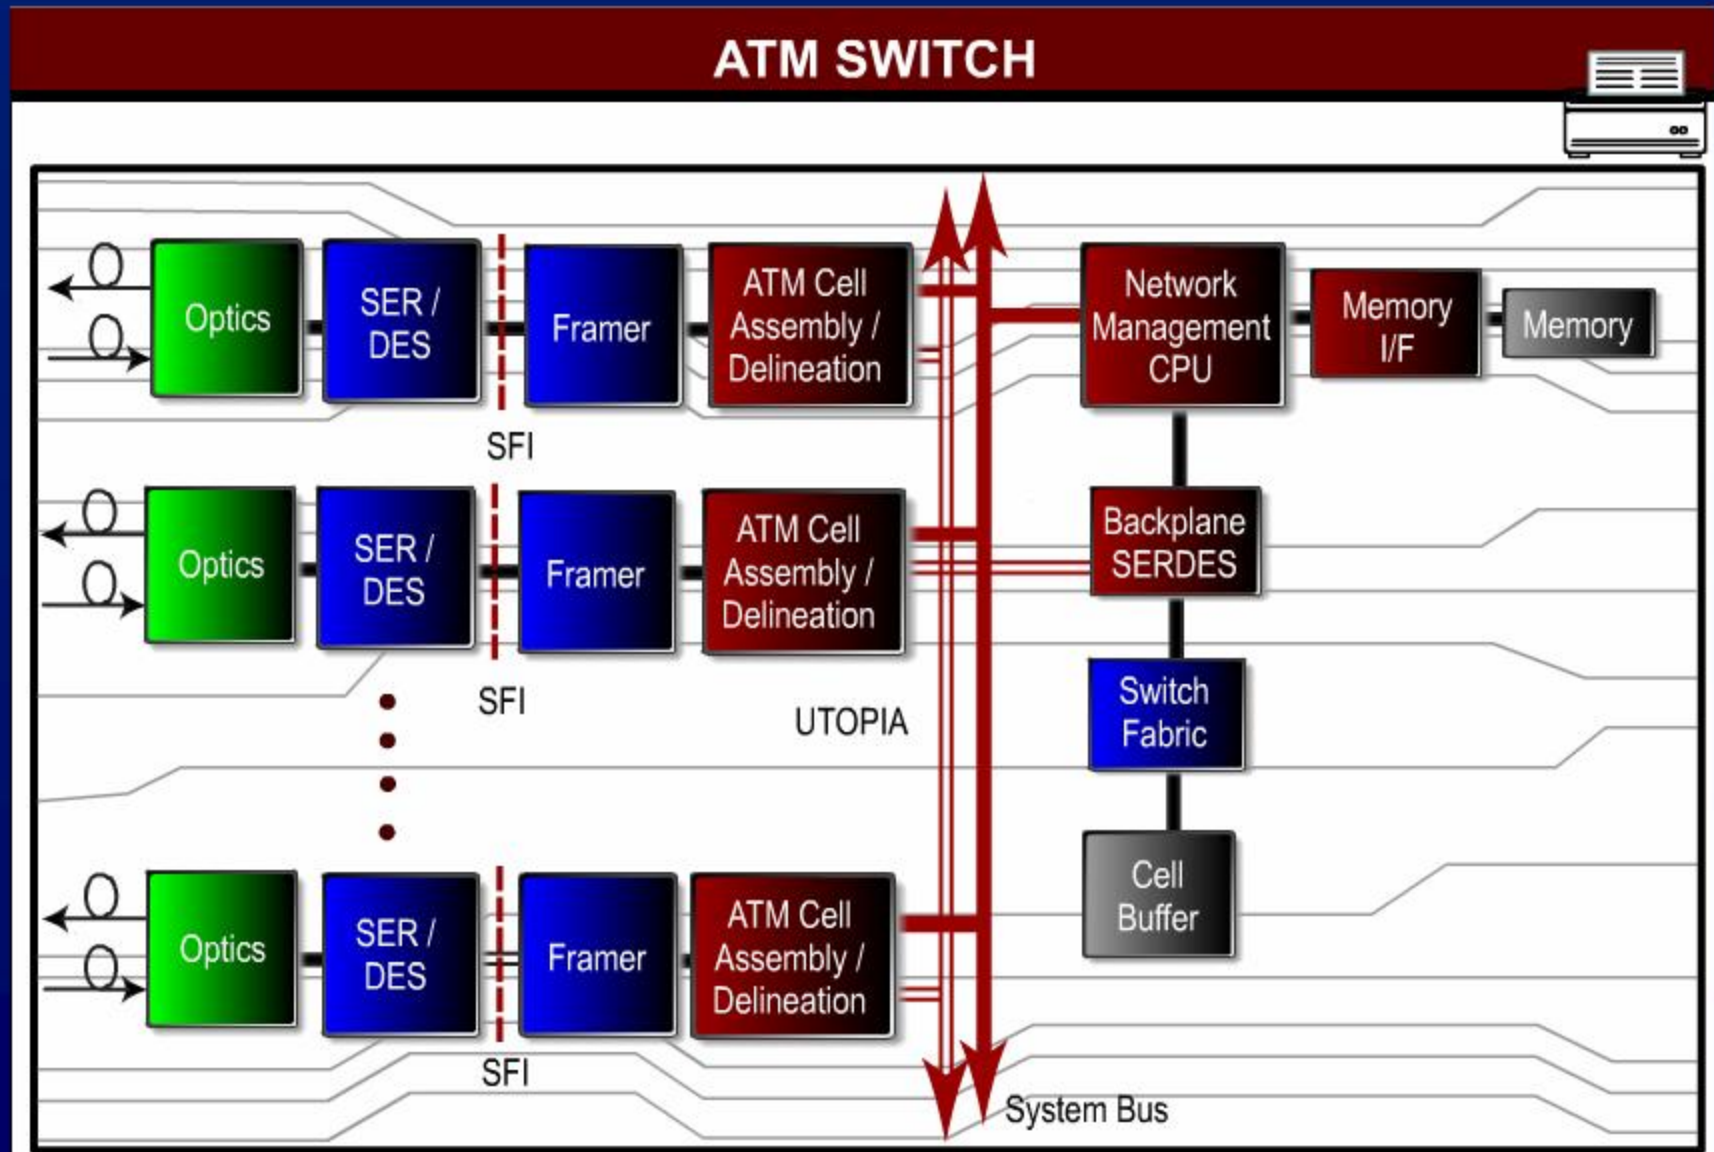 ATM SWITCH
Optics
SER /
DES
Framer
ATM Cell
Assembly /
Delineation
Network
Management
CPU
Memory
I/F
Memory
SFI
Optics
SER /
DES
Framer
ATM Cell
Assembly /
Delineation
Backplane
SERDES
SFI
UTOPIA
Switch
Fabric
Optics
SER /
DES
Framer
ATM Cell
Assembly /
Delineation
Cell
Buffer
SFI
System Bus